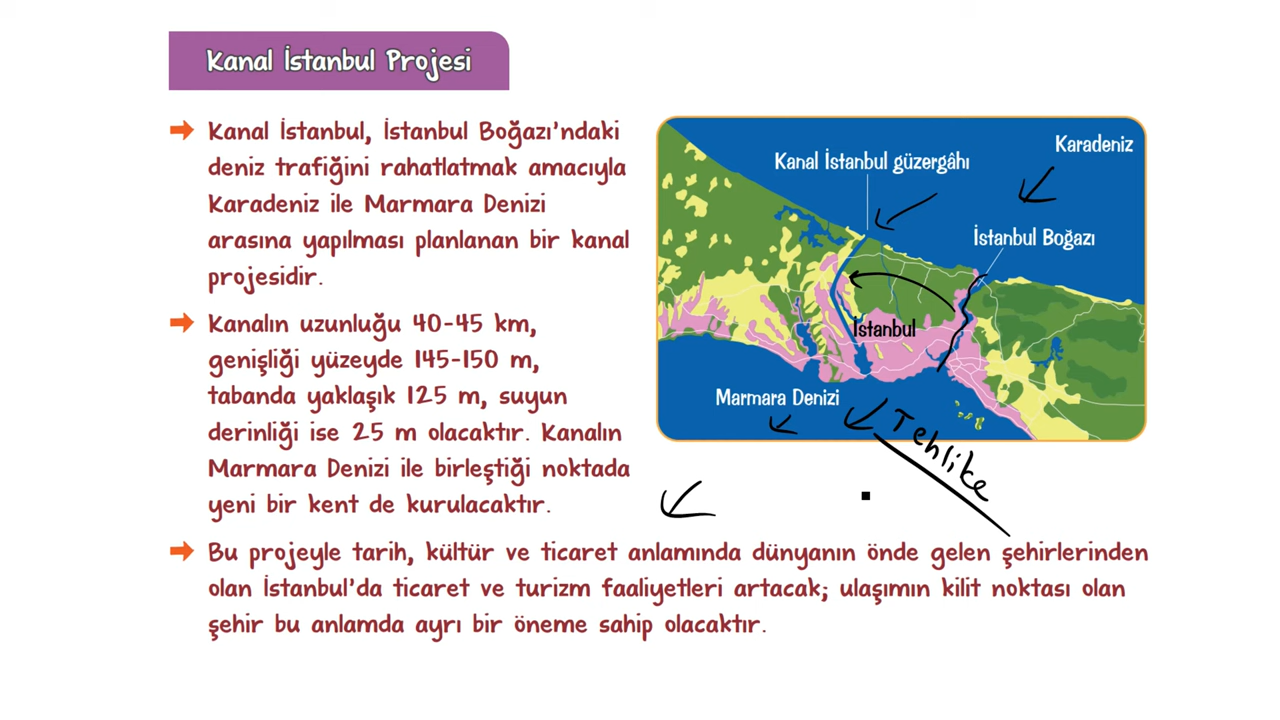 Kanal İstanbul Projesi
Kanal İstanbul, İstanbul Boğazı'ndaki
deniz trafiğini rahatlatmak amacıyla
Karadeniz ile Marmara Denizi
arasına yapılması planlanan bir kanal
projesidir.
Kanalın uzunluğu 40-45 km,
genişliği yüzeyde 145-150 m,
tabanda yaklaşık 125 m, suyun
derinliği ise 25 m olacaktır. Kanalın
Marmara Denizi ile birleştiği noktada
yeni bir kent de kurulacaktır.
Karadeniz
Kanal İstanbul güzergâhı
İstanbul Boğazı
İstanbul
Marmara Denizi
Tehlike
Bu projeyle tarih, kültür ve ticaret anlamında dünyanın önde gelen şehirlerinden
olan İstanbul'da ticaret ve turizm faaliyetleri artacak; ulaşımın kilit noktası olan
şehir bu anlamda ayrı bir öneme sahip olacaktır.